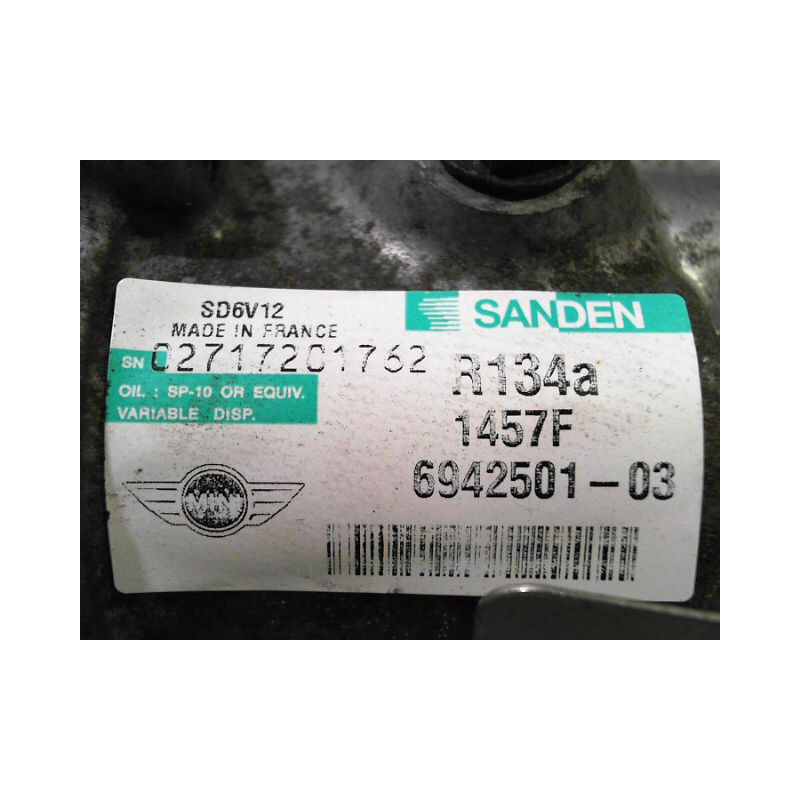 SD6V12
MADE IN FRANCE
SANDEN
SN 02717201762
OIL : SP-10 OR EQUIV.
VARIABLE DISP.
R134a
1457F
6942501-03